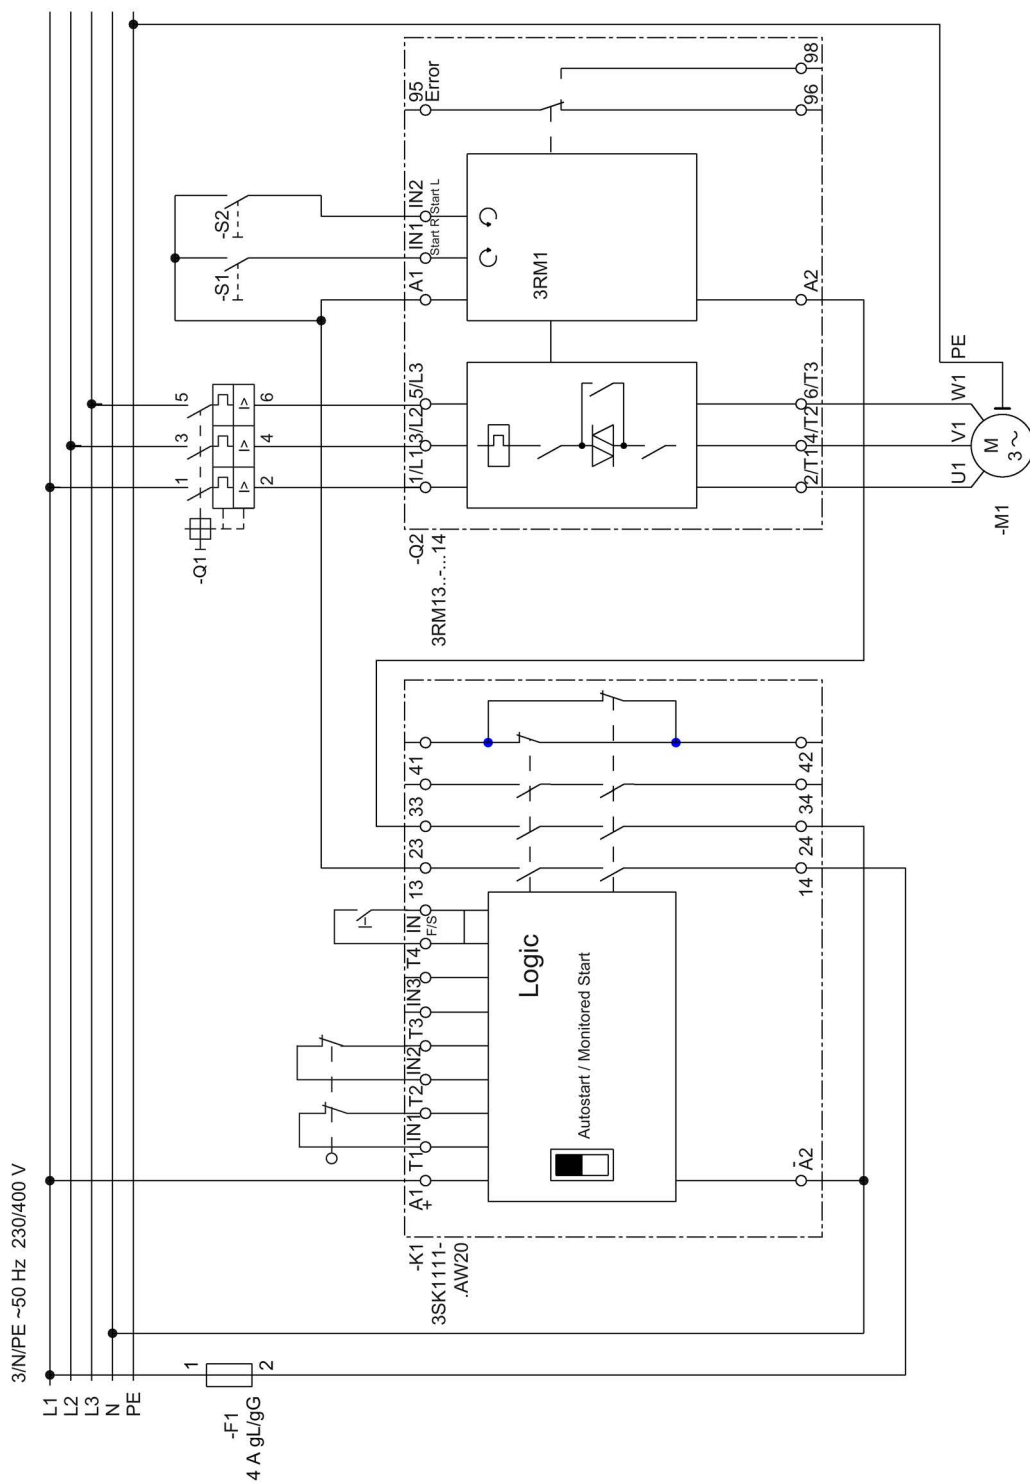 3/N/PE ~50 Hz 230/400 V
L1
L2
L3
N
PE
-F1
4 A gL/gG
1
2
-K1
3SK1111-
.AW20
A1
+
T1
IN1
T2
IN2
T3
IN3
T4
IN
F/S
13
23
33
41
Logic
Autostart / Monitored Start
A2
-
14
24
34
42
-Q1
1
3
5
I>
I>
I>
2
4
6
-S1
-S2
-Q2
3RM13..-...14
1/L1
3/L2
5/L3
A1
IN1
IN2
Start R
Start L
95
Error
3RM1
2/T1
4/T2
6/T3
A2
96
98
U1
V1
W1
PE
-M1
M
3 ~